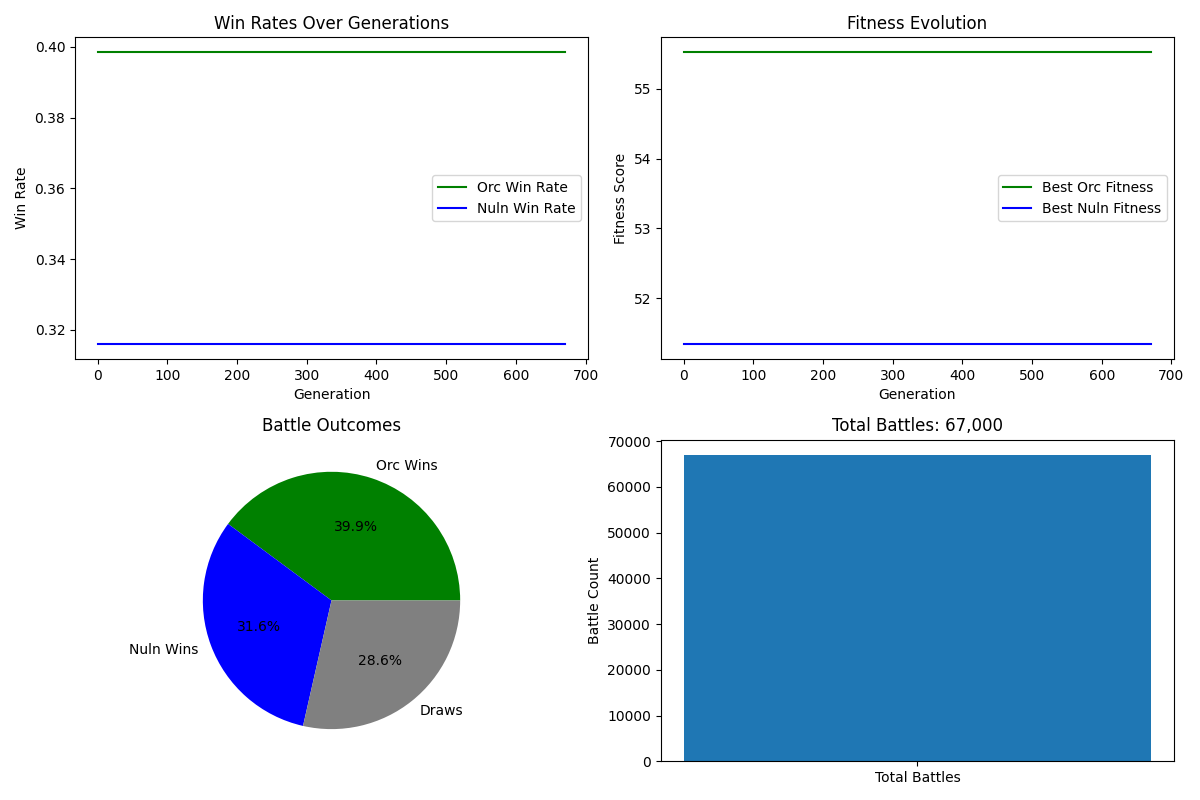 Win Rates Over Generations
0.40
0.38
0.36
0.34
0.32
Win Rate
Orc Win Rate
Nuln Win Rate
0 100 200 300 400 500 600 700
Generation
Fitness Evolution
55
54
53
52
Fitness Score
Best Orc Fitness
Best Nuln Fitness
0 100 200 300 400 500 600 700
Generation
Battle Outcomes
Orc Wins
39.9%
31.6%
Nuln Wins
28.6%
Draws
Total Battles: 67,000
70000
60000
50000
40000
30000
20000
10000
0
Battle Count
Total Battles